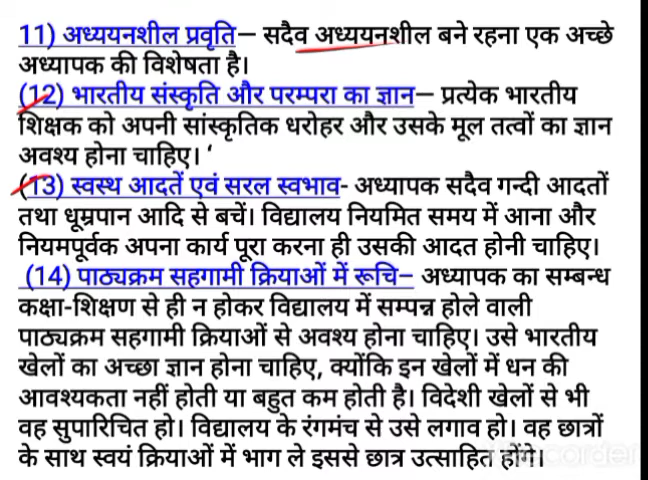 11) अध्ययनशील प्रवृति– सदैव अध्ययनशील बने रहना एक अच्छे
अध्यापक की विशेषता है।
(12) भारतीय संस्कृति और परम्परा का ज्ञान– प्रत्येक भारतीय
शिक्षक को अपनी सांस्कृतिक धरोहर और उसके मूल तत्वों का ज्ञान
अवश्य होना चाहिए। ‘
(13) स्वस्थ आदतें एवं सरल स्वभाव- अध्यापक सदैव गन्दी आदतों
तथा धूम्रपान आदि से बचें। विद्यालय नियमित समय में आना और
नियमपूर्वक अपना कार्य पूरा करना ही उसकी आदत होनी चाहिए।
(14) पाठ्यक्रम सहगामी क्रियाओं में रूचि– अध्यापक का सम्बन्ध
कक्षा-शिक्षण से ही न होकर विद्यालय में सम्पन्न होले वाली
पाठ्यक्रम सहगामी क्रियाओं से अवश्य होना चाहिए। उसे भारतीय
खेलों का अच्छा ज्ञान होना चाहिए, क्योंकि इन खेलों में धन की
आवश्यकता नहीं होती या बहुत कम होती है। विदेशी खेलों से भी
वह सुपारिचित हो। विद्यालय के रंगमंच से उसे लगाव हो। वह छात्रों
के साथ स्वयं क्रियाओं में भाग ले इससे छात्र उत्साहित होंगे।